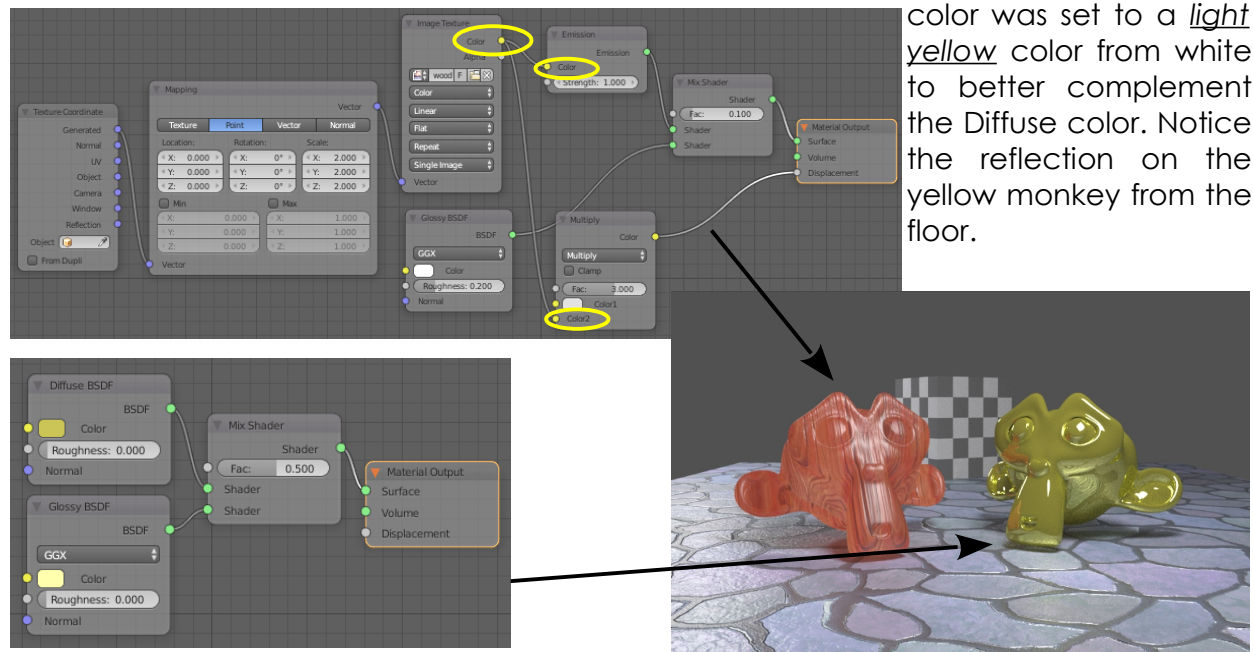 color was set to a light
yellow color from white
to better complement
the Diffuse color. Notice
the reflection on the
yellow monkey from the
floor.
Texture Coordinate
Generated
Normal
UV
Object
Camera
Window
Reflection
Object
From Dupli
Mapping
Vector
Texture Point Vector Normal
Location: Rotation: Scale:
X: 0.000 X: 0° X: 2.000
Y: 0.000 Y: 0° Y: 2.000
Z: 0.000 Z: 0° Z: 2.000
Min Max
X: 0.000 X: 1.000
Y: 0.000 Y: 1.000
Z: 0.000 Z: 1.000
Vector
Image Texture
Color
Alpha
wood F
Color
Linear
Flat
Repeat
Single Image
Vector
Emission
Emission
Color
Strength: 1.000
Mix Shader
Shader
Fac: 0.100
Shader
Shader
Material Output
Surface
Volume
Displacement
Glossy BSDF
BSDF
GGX
Color
Roughness: 0.200
Normal
Multiply
Color
Multiply
Clamp
Fac: 3.000
Color1
Color2
Diffuse BSDF
BSDF
Color
Roughness: 0.000
Normal
Glossy BSDF
BSDF
GGX
Color
Roughness: 0.000
Normal
Mix Shader
Shader
Fac: 0.500
Shader
Shader
Material Output
Surface
Volume
Displacement